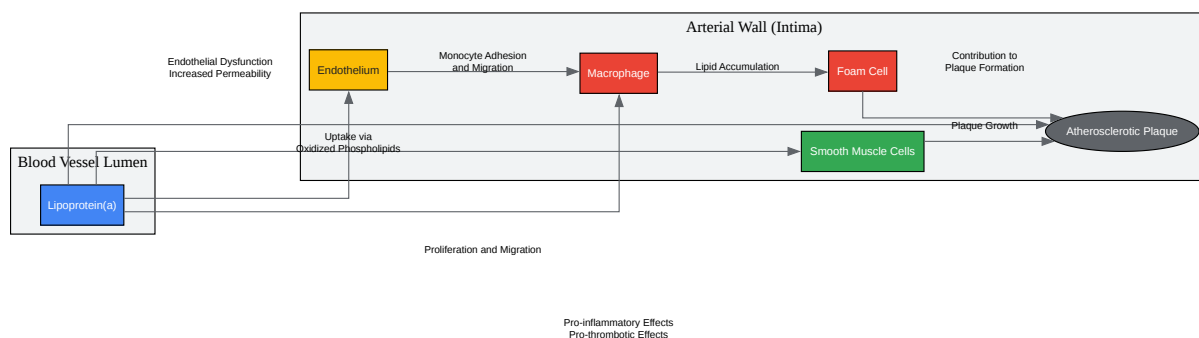 Arterial Wall (Intima)
Endothelial Dysfunction
Increased Permeability
Endothelium
Monocyte Adhesion
and Migration
Macrophage
Lipid Accumulation
Foam Cell
Contribution to
Plaque Formation
Uptake via
Oxidized Phospholipids
Plaque Growth
Atherosclerotic Plaque
Smooth Muscle Cells
Blood Vessel Lumen
Lipoprotein(a)
Proliferation and Migration
Pro-inflammatory Effects
Pro-thrombotic Effects